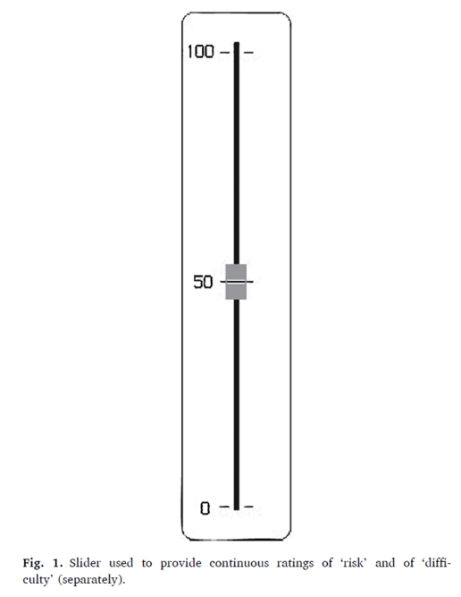 100
50
0
Fig. 1. Slider used to provide continuous ratings of ‘risk’ and of ‘diffi-
culty’ (separately).